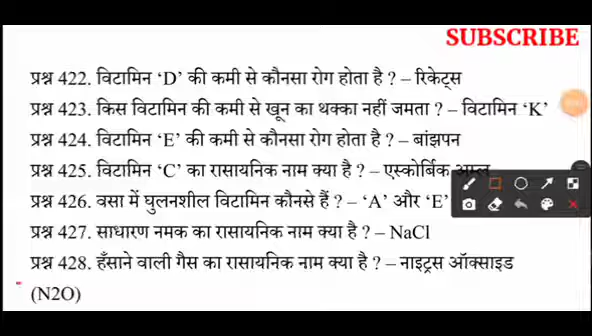 SUBSCRIBE
प्रश्न 422. विटामिन ‘D’ की कमी से कौनसा रोग होता है ? – रिकेट्स
प्रश्न 423. किस विटामिन की कमी से खून का थक्का नहीं जमता ? – विटामिन ‘K’
प्रश्न 424. विटामिन ‘E’ की कमी से कौनसा रोग होता है ? – बांझपन
प्रश्न 425. विटामिन ‘C’ का रासायनिक नाम क्या है ? – एस्कोर्बिक अम्ल
प्रश्न 426. वसा में घुलनशील विटामिन कौनसे हैं ? – ‘A’ और ‘E’
प्रश्न 427. साधारण नमक का रासायनिक नाम क्या है ? – NaCl
प्रश्न 428. हँसाने वाली गैस का रासायनिक नाम क्या है ? – नाइट्रस ऑक्साइड
(N2O)